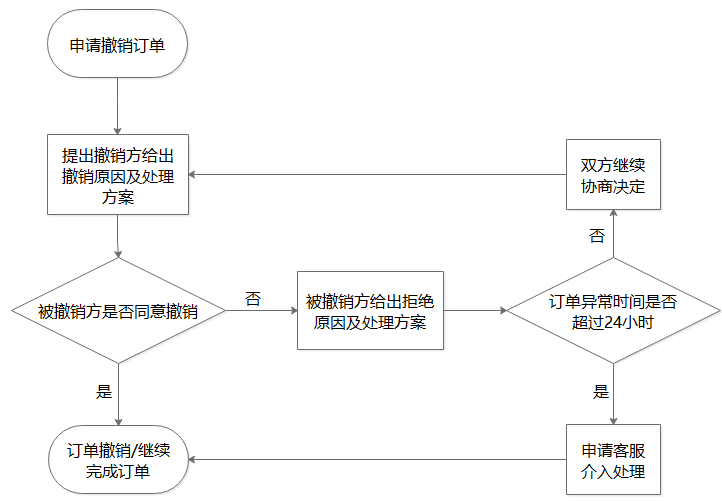 申请撤销订单
提出撤销方给出
撤销原因及处理
方案
双方继续
协商决定
否
被撤销方是否同意撤销
否
被撤销方给出拒绝
原因及处理方案
订单异常时间是否
超过24小时
是
是
订单撤销/继续
完成订单
申请客服
介入处理